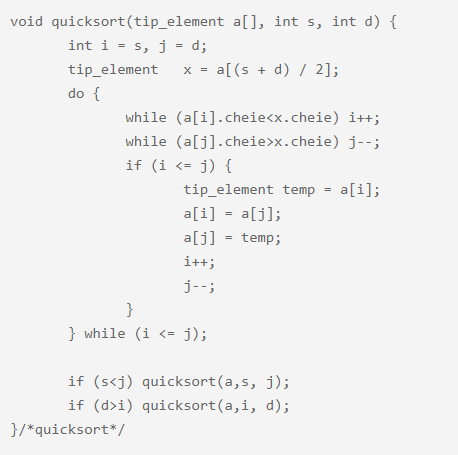 void quicksort(tip_element a[], int s, int d) {
       int i = s, j = d;
       tip_element   x = a[(s + d) / 2];
       do {
              while (a[i].cheie<x.cheie) i++;
              while (a[j].cheie>x.cheie) j--;
              if (i <= j) {
                     tip_element temp = a[i];
                     a[i] = a[j];
                     a[j] = temp;
                     i++;
                     j--;
              }
       } while (i <= j);

       if (s<j) quicksort(a,s, j);
       if (d>i) quicksort(a,i, d);
}/*quicksort*/